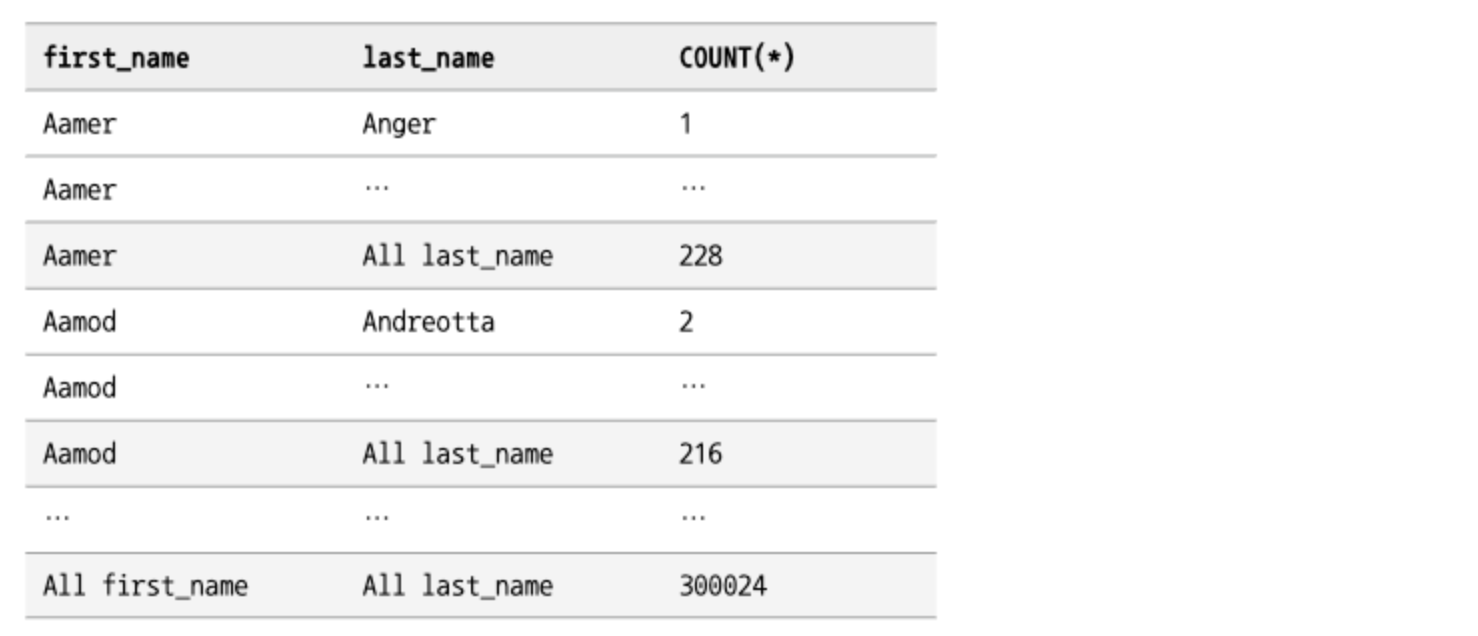 first_name last_name COUNT(*)
Aamer Anger 1
Aamer … …
Aamer All last_name 228
Aamod Andreotta 2
Aamod … …
Aamod All last_name 216
… … …
All first_name All last_name 300024